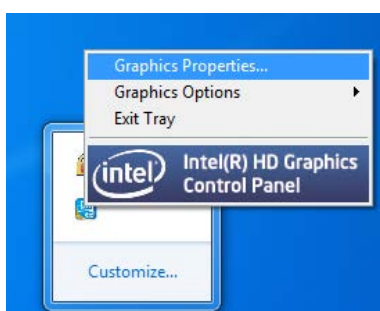 Graphics Properties...
Graphics Options
Exit Tray
intel
Intel(R) HD Graphics
Control Panel
Customize...